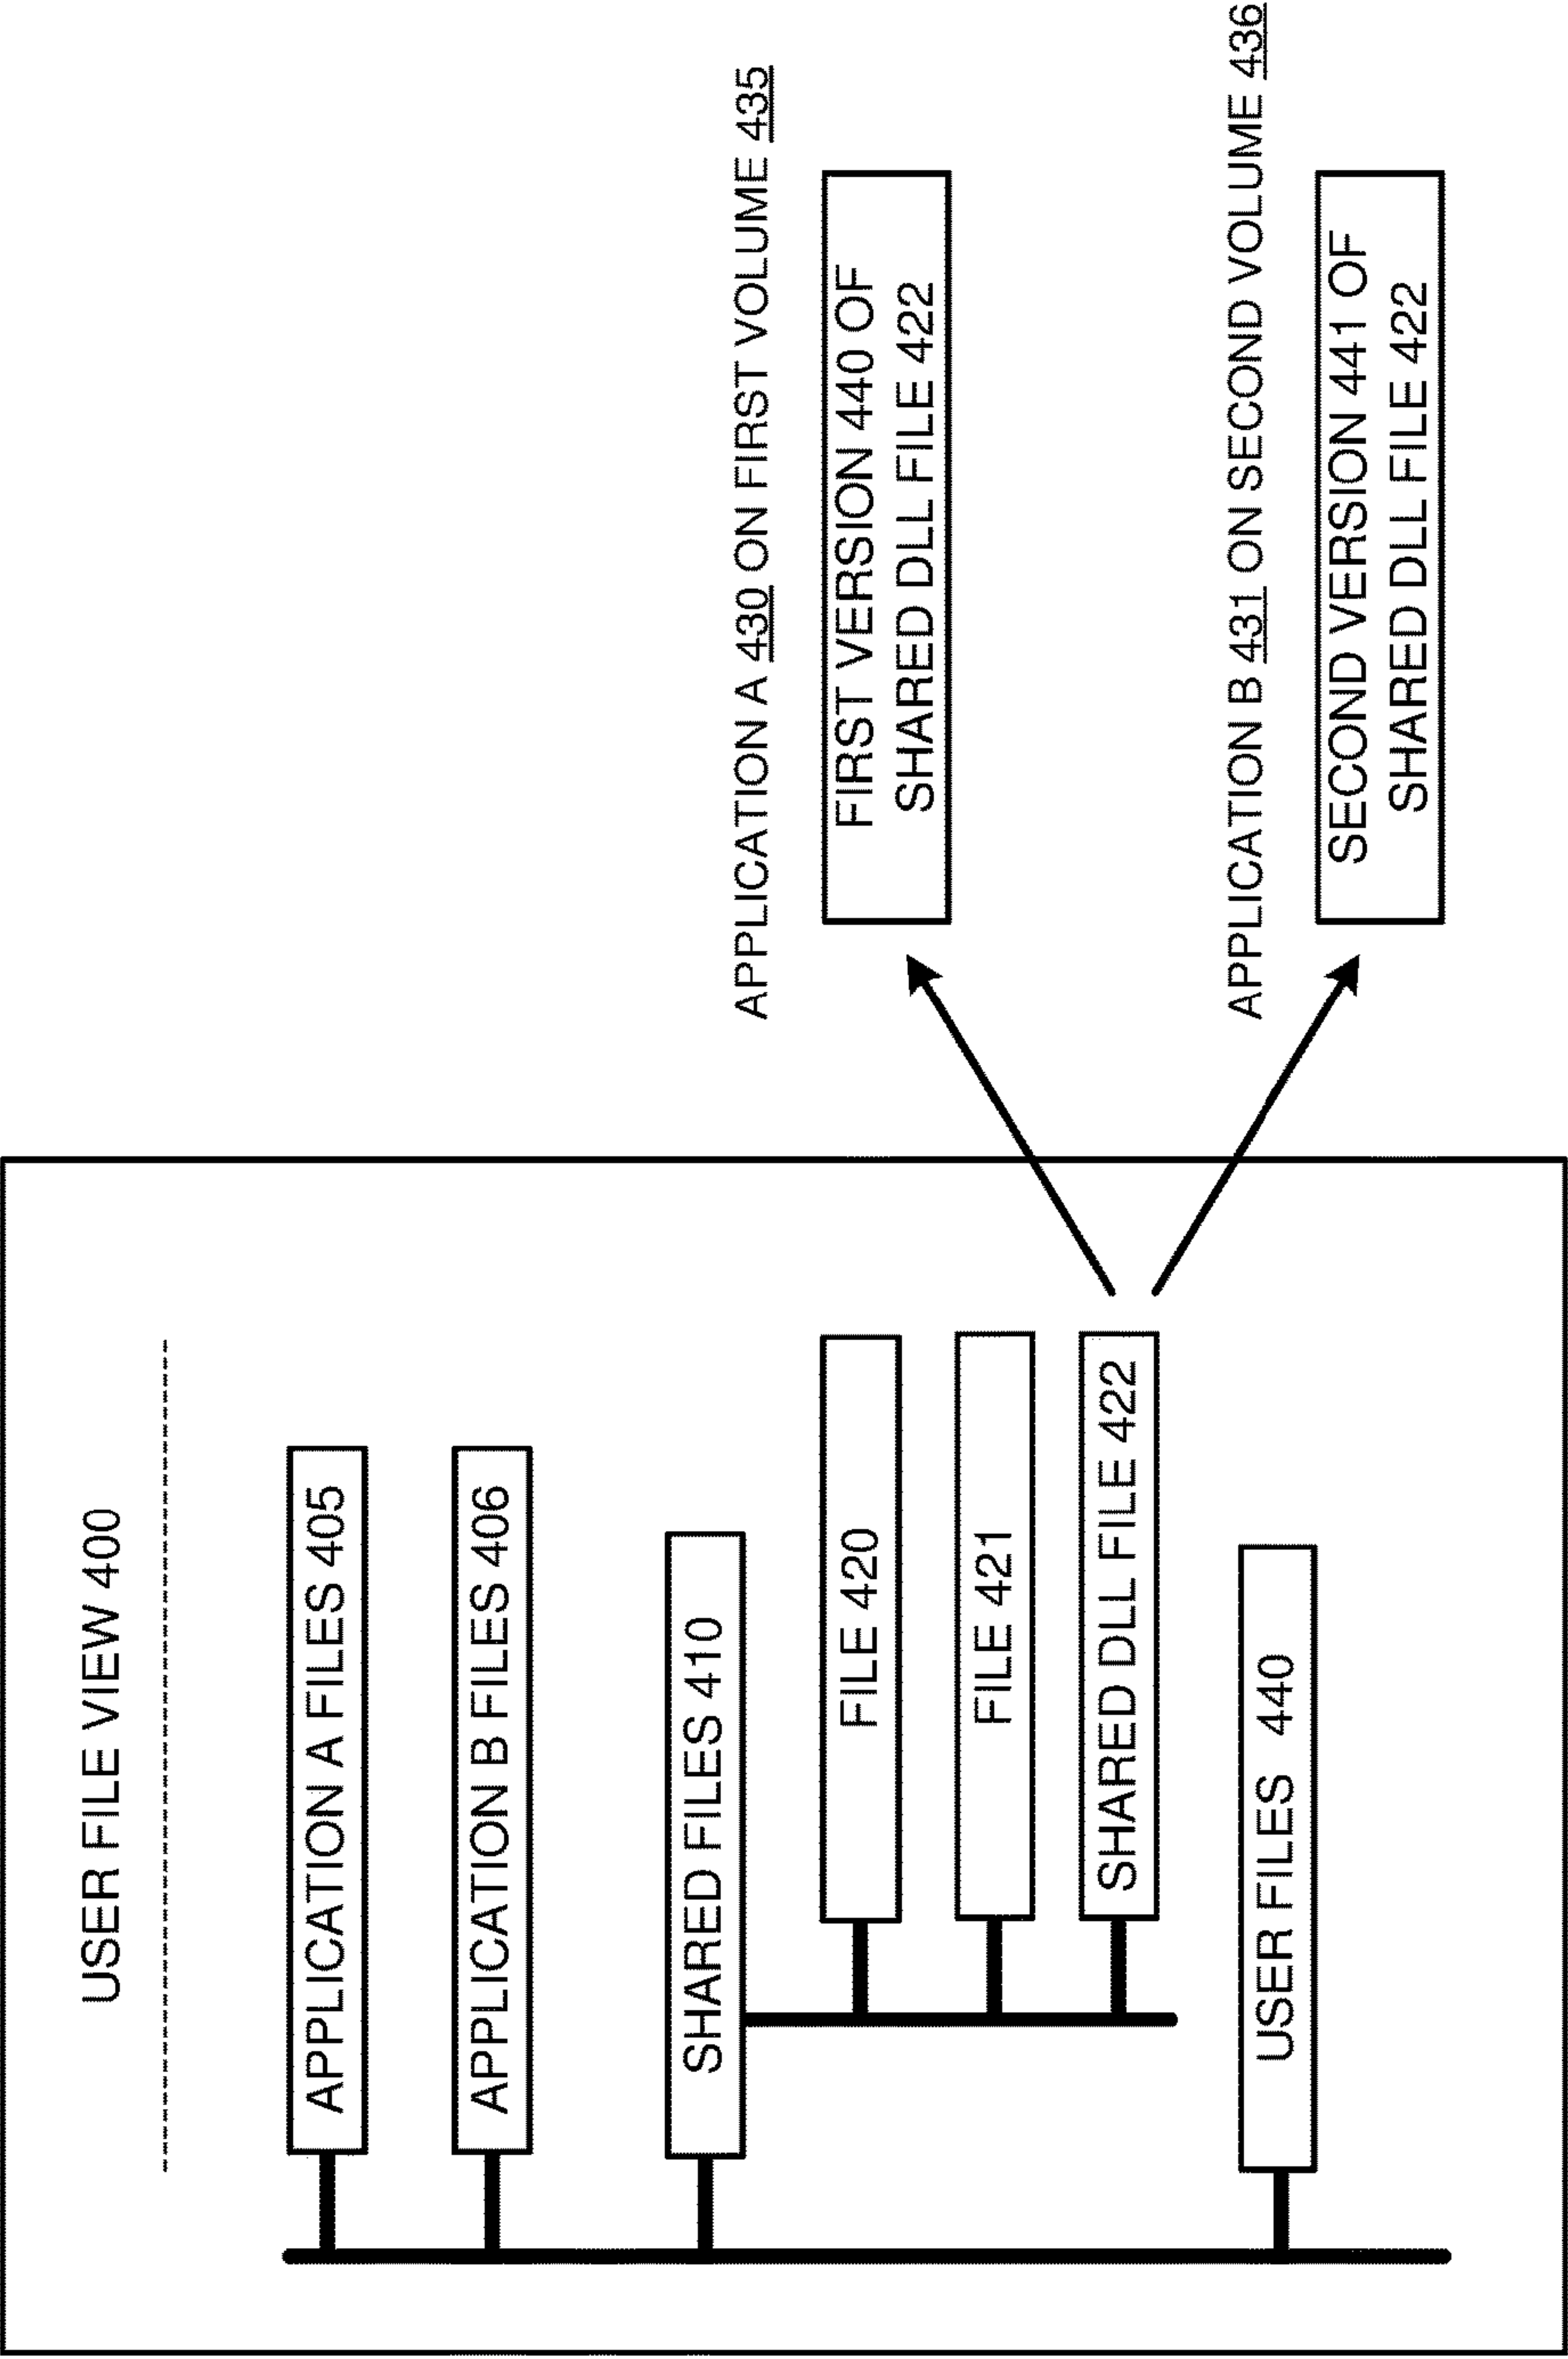 USER FILE VIEW 400
APPLICATION A FILES 405
APPLICATION B FILES 406
SHARED FILES 410
FILE 420
FILE 421
SHARED DLL FILE 422
USER FILES 440
APPLICATION A 430 ON FIRST VOLUME 435
FIRST VERSION 440 OF
SHARED DLL FILE 422
APPLICATION B 431 ON SECOND VOLUME 436
SECOND VERSION 441 OF
SHARED DLL FILE 422